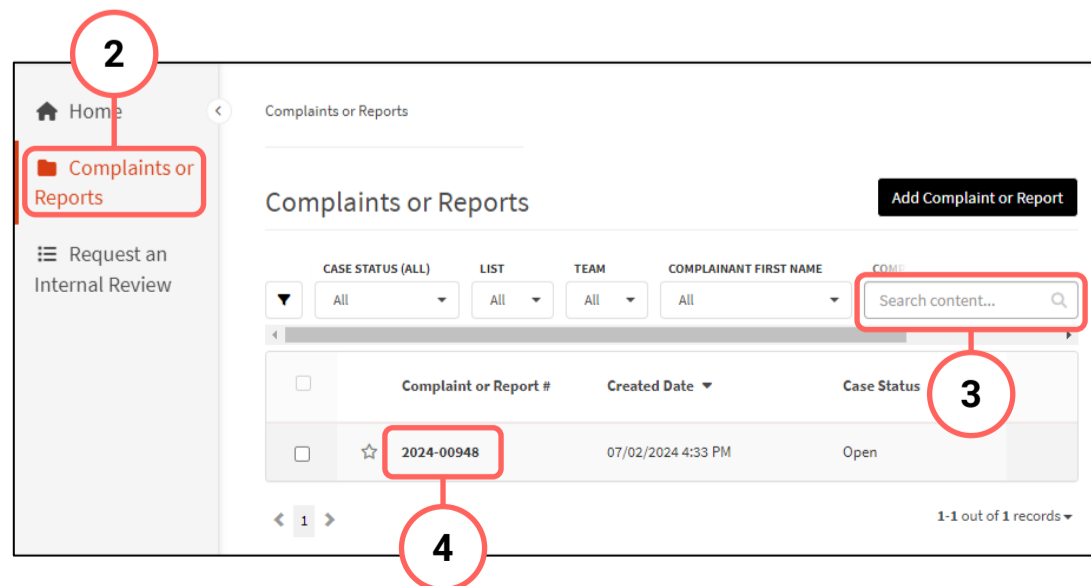 2
Home
Complaints or Reports
Complaints or
Reports
Complaints or Reports
Add Complaint or Report
Request an
Internal Review
CASE STATUS (ALL) LIST TEAM COMPLAINANT FIRST NAME
All All All All Search content...
Complaint or Report # Created Date Case Status
3
2024-00948 07/02/2024 4:33 PM Open
1 1-1 out of 1 records
4